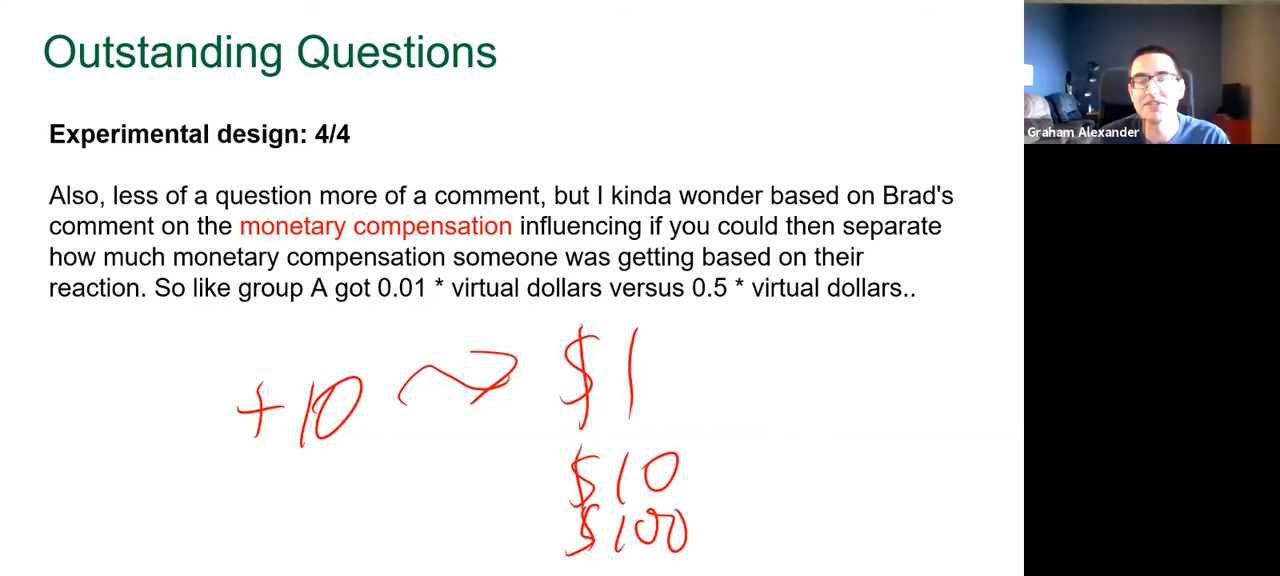 Outstanding Questions
Graham Alexander
Experimental design: 4/4
Also, less of a question more of a comment, but I kinda wonder based on Brad's
comment on the monetary compensation influencing if you could then separate
how much monetary compensation someone was getting based on their
reaction. So like group A got 0.01 * virtual dollars versus 0.5 * virtual dollars..
+10 $1
$10
$100